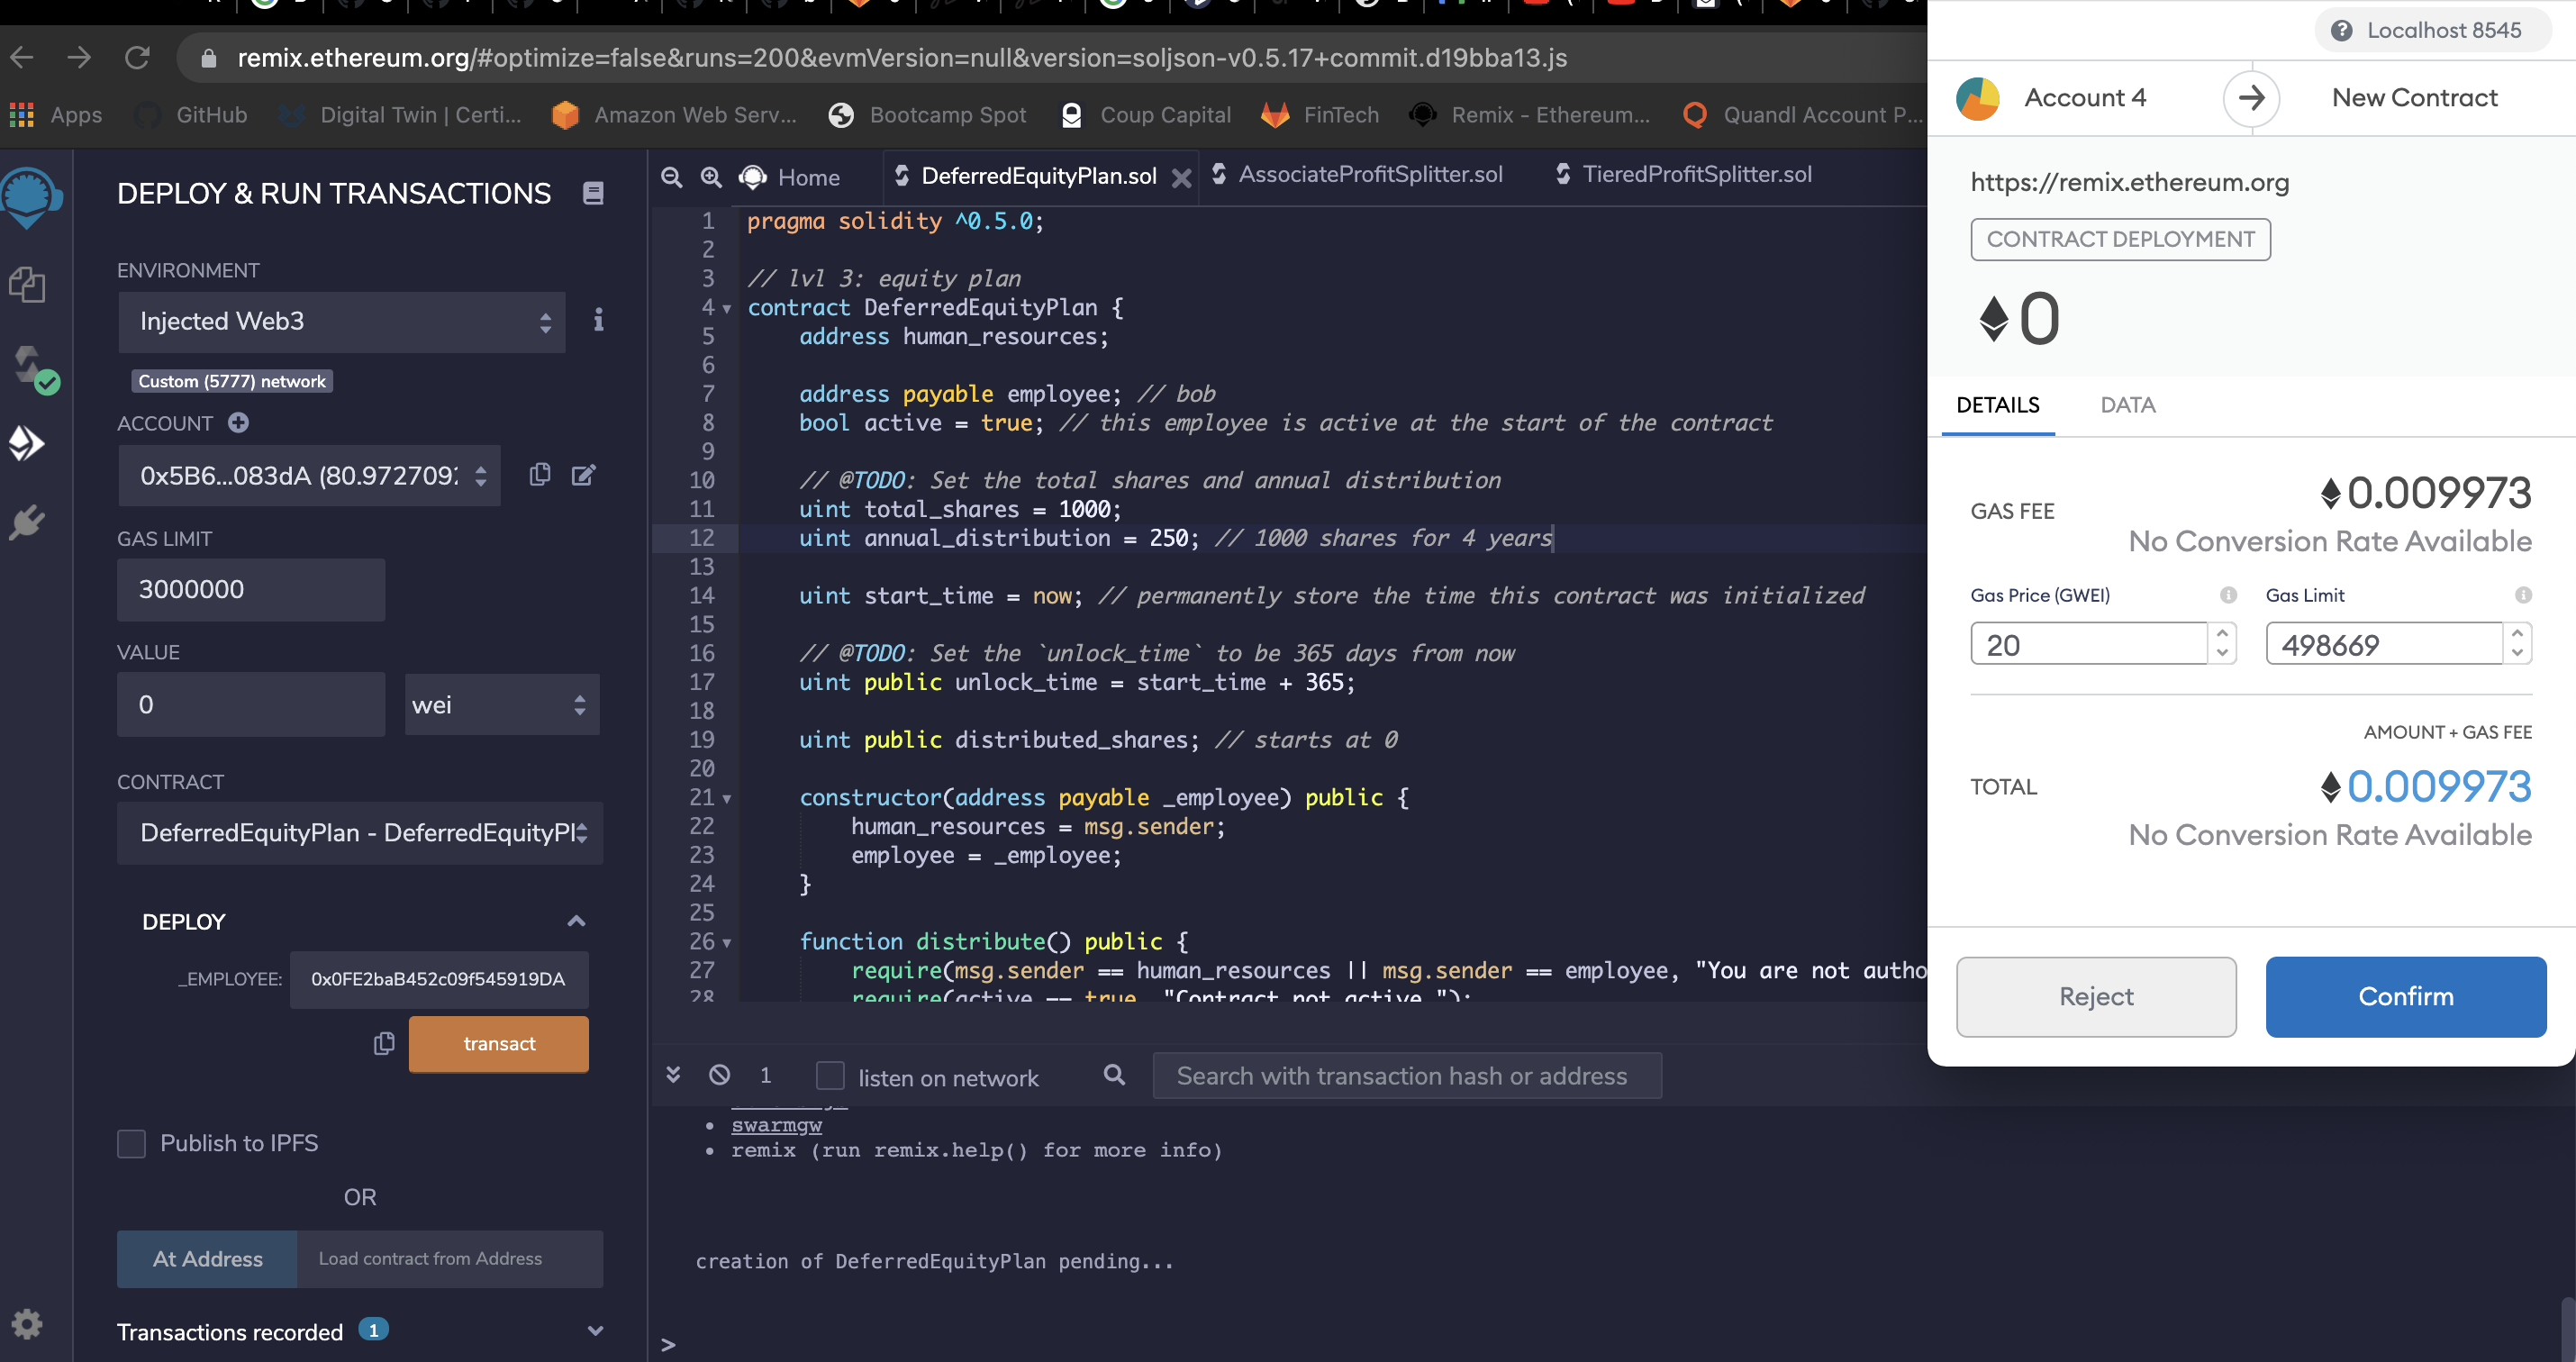 remix.ethereum.org/#optimize=false&runs=200&evmVersion=null&version=soljson-v0.5.17+commit.d19bba13.js
Apps GitHub Digital Twin | Certi... Amazon Web Serv... Bootcamp Spot Coup Capital FinTech Remix - Ethereum... Quandl Account P...
DEPLOY & RUN TRANSACTIONS
ENVIRONMENT
Injected Web3
Custom (5777) network
ACCOUNT
0x5B6...083dA (80.972709
GAS LIMIT
3000000
VALUE
0 wei
CONTRACT
DeferredEquityPlan - DeferredEquityPl
DEPLOY
_EMPLOYEE: 0x0FE2baB452c09f545919DA
transact
Publish to IPFS
OR
At Address Load contract from Address
Transactions recorded 1
Home DeferredEquityPlan.sol AssociateProfitSplitter.sol TieredProfitSplitter.sol
1 pragma solidity ^0.5.0;
2
3 // lvl 3: equity plan
4 contract DeferredEquityPlan {
5 address human_resources;
6
7 address payable employee; // bob
8 bool active = true; // this employee is active at the start of the contract
9
10 // @TODO: Set the total shares and annual distribution
11 uint total_shares = 1000;
12 uint annual_distribution = 250; // 1000 shares for 4 years
13
14 uint start_time = now; // permanently store the time this contract was initialized
15
16 // @TODO: Set the `unlock_time` to be 365 days from now
17 uint public unlock_time = start_time + 365;
18
19 uint public distributed_shares; // starts at 0
20
21 constructor(address payable _employee) public {
22 human_resources = msg.sender;
23 employee = _employee;
24 }
25
26 function distribute() public {
27 require(msg.sender == human_resources || msg.sender == employee, "You are not autho
28 require(active == true, "Contract not active.");
1 listen on network Search with transaction hash or address
swarmgw
remix (run remix.help() for more info)
creation of DeferredEquityPlan pending...
>
Localhost 8545
Account 4 New Contract
https://remix.ethereum.org
CONTRACT DEPLOYMENT
0
DETAILS DATA
GAS FEE 0.009973
No Conversion Rate Available
Gas Price (GWEI) Gas Limit
20 498669
AMOUNT + GAS FEE
TOTAL 0.009973
No Conversion Rate Available
Reject Confirm